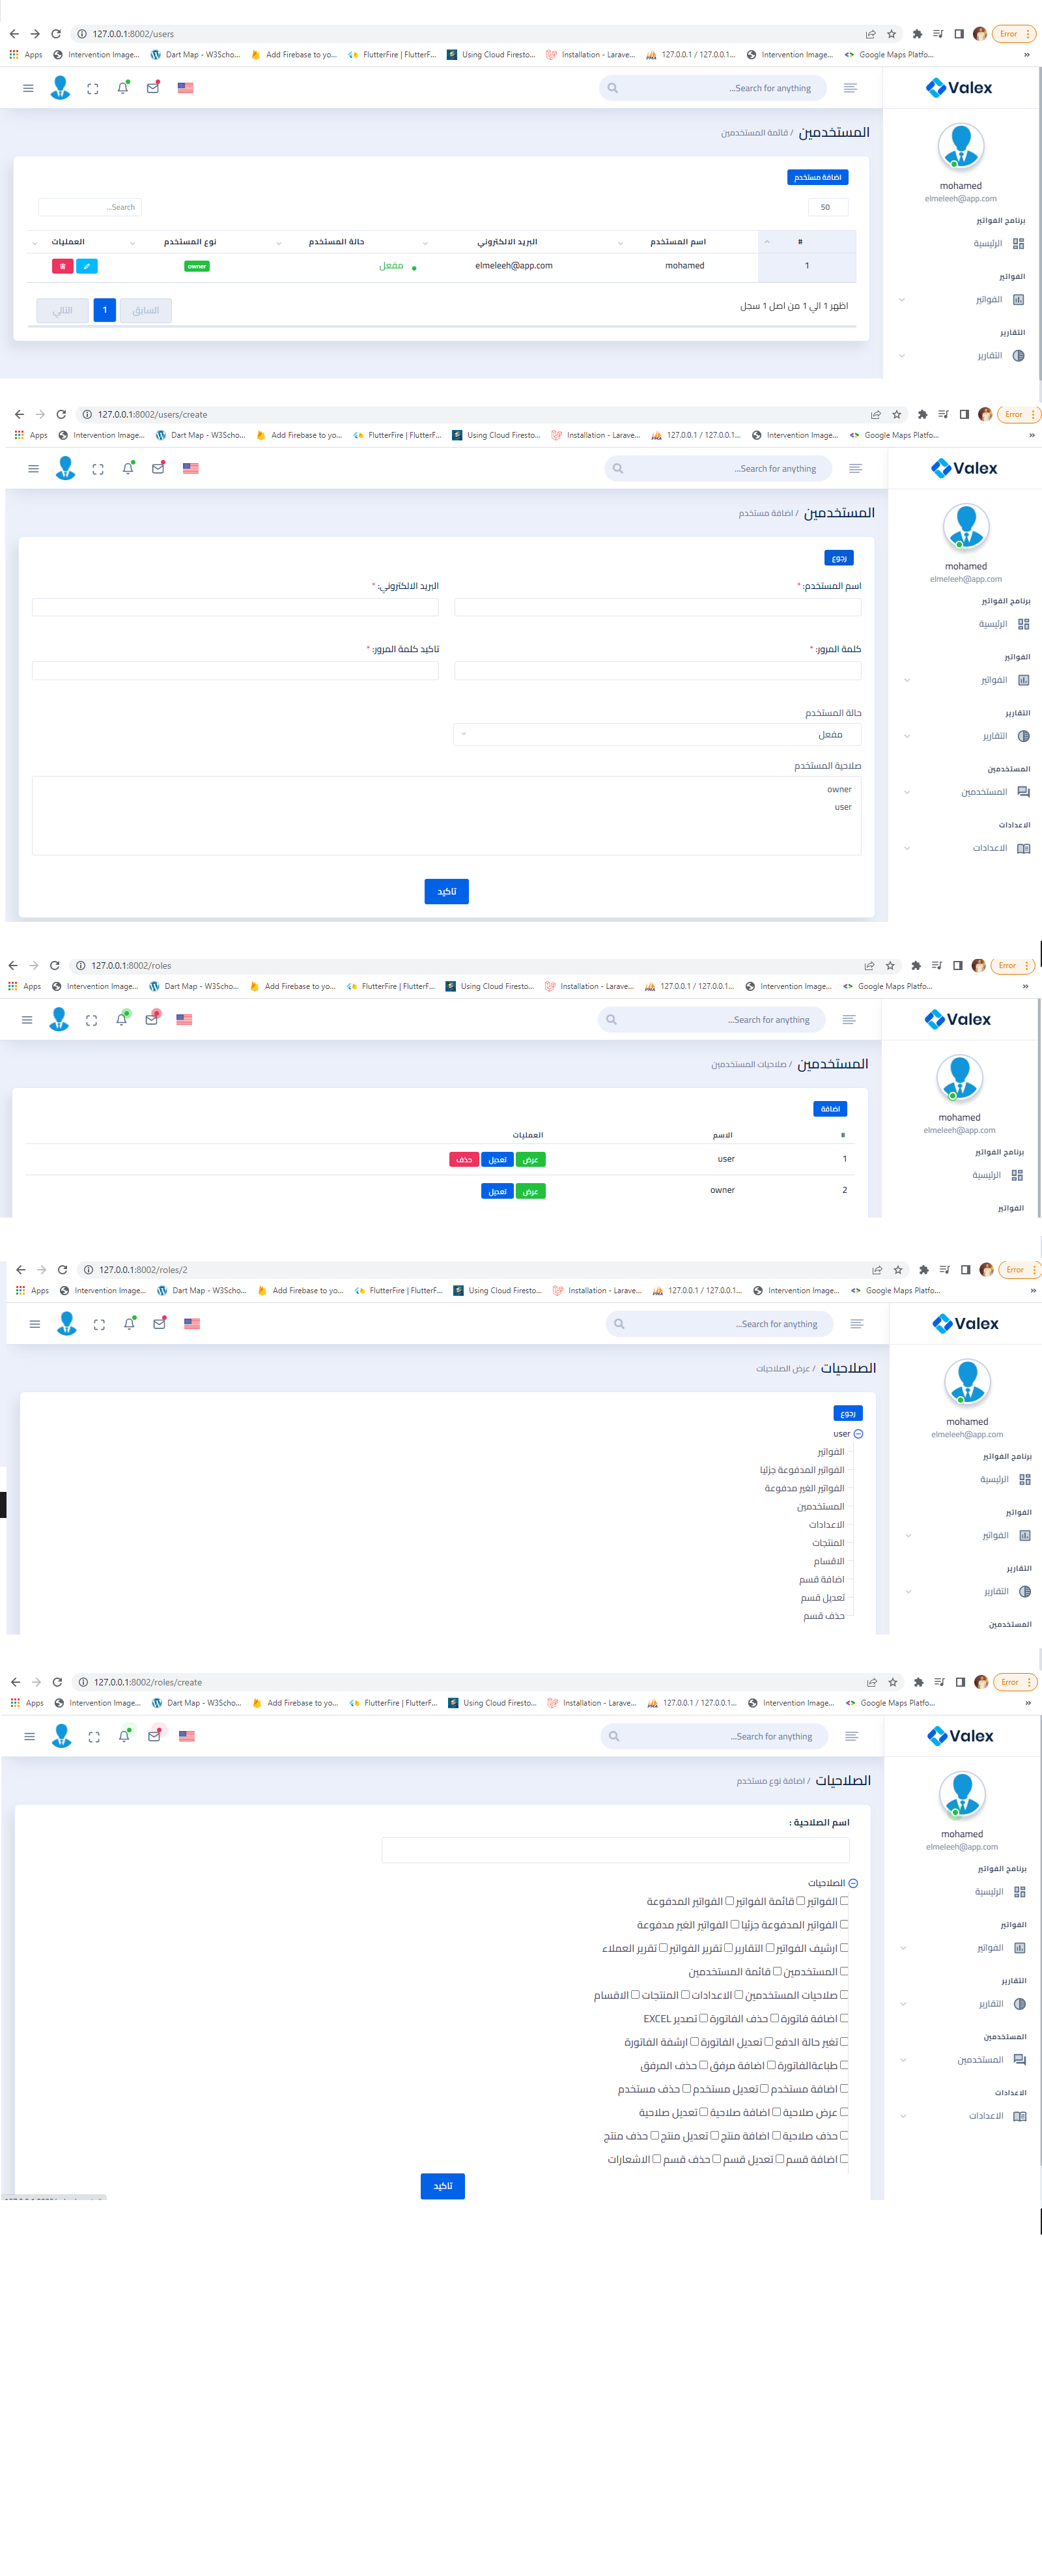 127.0.0.1:8002/users
Error
Apps Intervention Image... Dart Map - W3Scho... Add Firebase to yo... FlutterFire | FlutterF... Using Cloud Firesto... Installation - Larave... 127.0.0.1 / 127.0.0.1... Intervention Image... Google Maps Platfo... »
Valex
Search for anything...
mohamed
elmeleeh@app.com
برنامج الفواتير
الرئيسية
الفواتير
الفواتير
التقارير
التقارير
المستخدمين / قائمة المستخدمين
اضافة مستخدم
50
Search...
# اسم المستخدم البريد الالكتروني حالة المستخدم نوع المستخدم العمليات
1 mohamed elmeleeh@app.com مفعل owner
اظهر 1 الي 1 من اصل 1 سجل
السابق 1 التالي
127.0.0.1:8002/users/create
Error
Apps Intervention Image... Dart Map - W3Scho... Add Firebase to yo... FlutterFire | FlutterF... Using Cloud Firesto... Installation - Larave... 127.0.0.1 / 127.0.0.1... Intervention Image... Google Maps Platfo... »
Valex
Search for anything...
mohamed
elmeleeh@app.com
برنامج الفواتير
الرئيسية
الفواتير
الفواتير
التقارير
التقارير
المستخدمين
المستخدمين
الاعدادات
الاعدادات
المستخدمين / اضافة مستخدم
رجوع
اسم المستخدم: * البريد الالكتروني: *
كلمة المرور: * تاكيد كلمة المرور: *
حالة المستخدم
مفعل
صلاحية المستخدم
owner
user
تاكيد
127.0.0.1:8002/roles
Error
Apps Intervention Image... Dart Map - W3Scho... Add Firebase to yo... FlutterFire | FlutterF... Using Cloud Firesto... Installation - Larave... 127.0.0.1 / 127.0.0.1... Intervention Image... Google Maps Platfo... »
Valex
Search for anything...
mohamed
elmeleeh@app.com
برنامج الفواتير
الرئيسية
الفواتير
المستخدمين / صلاحيات المستخدمين
اضافة
# الاسم العمليات
1 user عرض تعديل حذف
2 owner عرض تعديل
127.0.0.1:8002/roles/2
Error
Apps Intervention Image... Dart Map - W3Scho... Add Firebase to yo... FlutterFire | FlutterF... Using Cloud Firesto... Installation - Larave... 127.0.0.1 / 127.0.0.1... Intervention Image... Google Maps Platfo... »
Valex
Search for anything...
mohamed
elmeleeh@app.com
برنامج الفواتير
الرئيسية
الفواتير
الفواتير
التقارير
التقارير
المستخدمين
الصلاحيات / عرض الصلاحيات
رجوع
user
الفواتير
الفواتير المدفوعة جزئيا
الفواتير الغير مدفوعة
المستخدمين
الاعدادات
المنتجات
الاقسام
اضافة قسم
تعديل قسم
حذف قسم
127.0.0.1:8002/roles/create
Error
Apps Intervention Image... Dart Map - W3Scho... Add Firebase to yo... FlutterFire | FlutterF... Using Cloud Firesto... Installation - Larave... 127.0.0.1 / 127.0.0.1... Intervention Image... Google Maps Platfo... »
Valex
Search for anything...
mohamed
elmeleeh@app.com
برنامج الفواتير
الرئيسية
الفواتير
الفواتير
التقارير
التقارير
المستخدمين
المستخدمين
الاعدادات
الاعدادات
الصلاحيات / اضافة نوع مستخدم
اسم الصلاحية :
الصلاحيات
الفواتير قائمة الفواتير الفواتير المدفوعة
الفواتير المدفوعة جزئيا الفواتير الغير مدفوعة
ارشيف الفواتير التقارير تقرير الفواتير تقرير العملاء
المستخدمين قائمة المستخدمين
صلاحيات المستخدمين الاعدادات المنتجات الاقسام
اضافة فاتورة حذف الفاتورة تصدير EXCEL
تغير حالة الدفع تعديل الفاتورة ارشفة الفاتورة
طباعةالفاتورة اضافة مرفق حذف المرفق
اضافة مستخدم تعديل مستخدم حذف مستخدم
عرض صلاحية اضافة صلاحية تعديل صلاحية
حذف صلاحية اضافة منتج تعديل منتج حذف منتج
اضافة قسم تعديل قسم حذف قسم الاشعارات
تاكيد